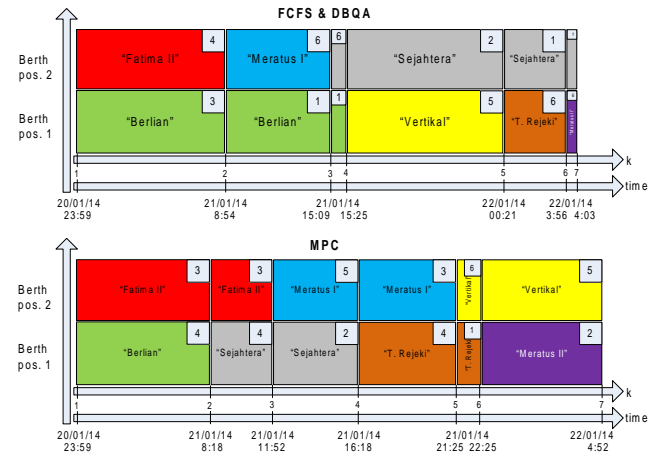 FCFS & DBQA
4
6
6
2
1
"Fatima II"
"Meratus I"
"Sejahtera"
"Sejahtera"
Berth
pos. 2
3
1
1
5
6
"Berlian"
"Berlian"
"Vertikal"
"T. Rejeki"
Berth
pos. 1
k
1 2 3 4 5 6 7
time
20/01/14 21/01/14 21/01/14 22/01/14 22/01/14
23:59 8:54 15:09 15:25 00:21 3:56 4:03
MPC
3
3
5
3
6
5
"Fatima II"
"Fatima II"
"Meratus I"
"Meratus I"
"Vertikal"
"Vertikal"
Berth
pos. 2
4
4
2
4
1
2
"Berlian"
"Sejahtera"
"Sejahtera"
"T. Rejeki"
"T. Rejeki"
"Meratus II"
Berth
pos. 1
k
1 2 3 4 5 6 7
time
20/01/14 21/01/14 21/01/14 21/01/14 21/01/14 22/01/14
23:59 8:18 11:52 16:18 21:25 22:25 4:52